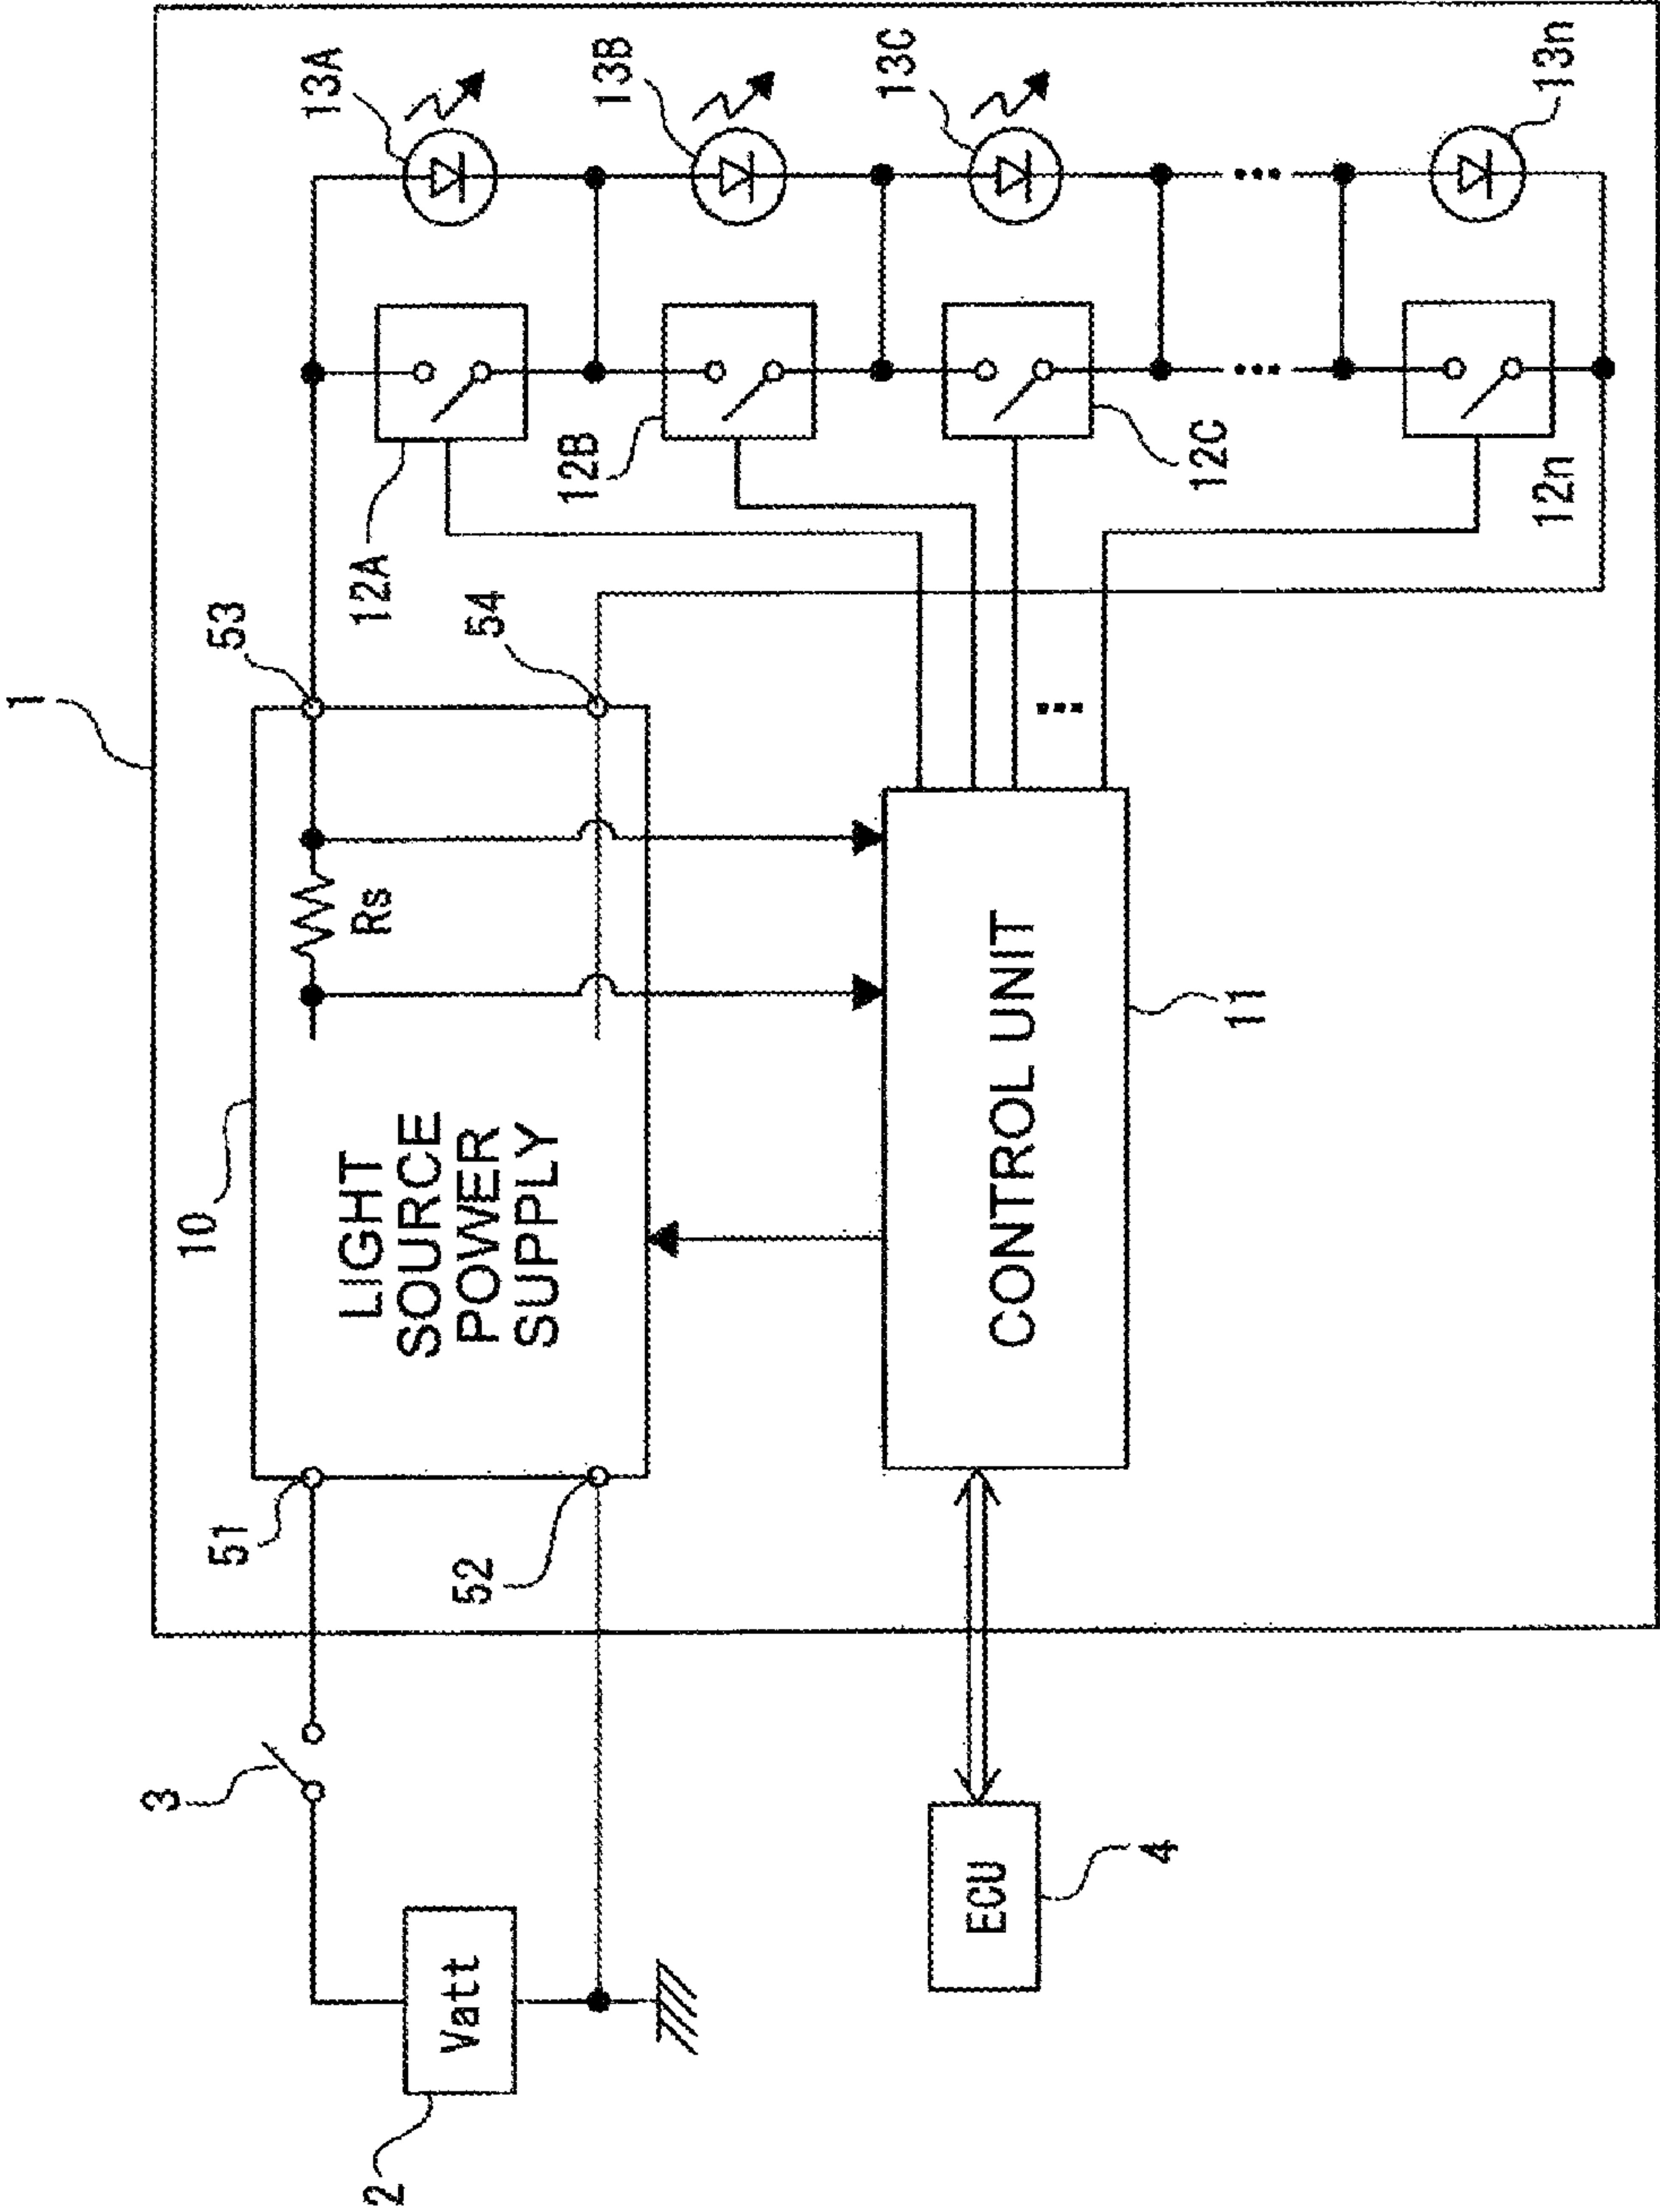 1
10
51
53
LIGHT
SOURCE
POWER
SUPPLY
Rs
52
54
3
2
Vatt
CONTROL UNIT
11
ECU
4
12A
12B
12C
12n
13A
13B
13C
13n